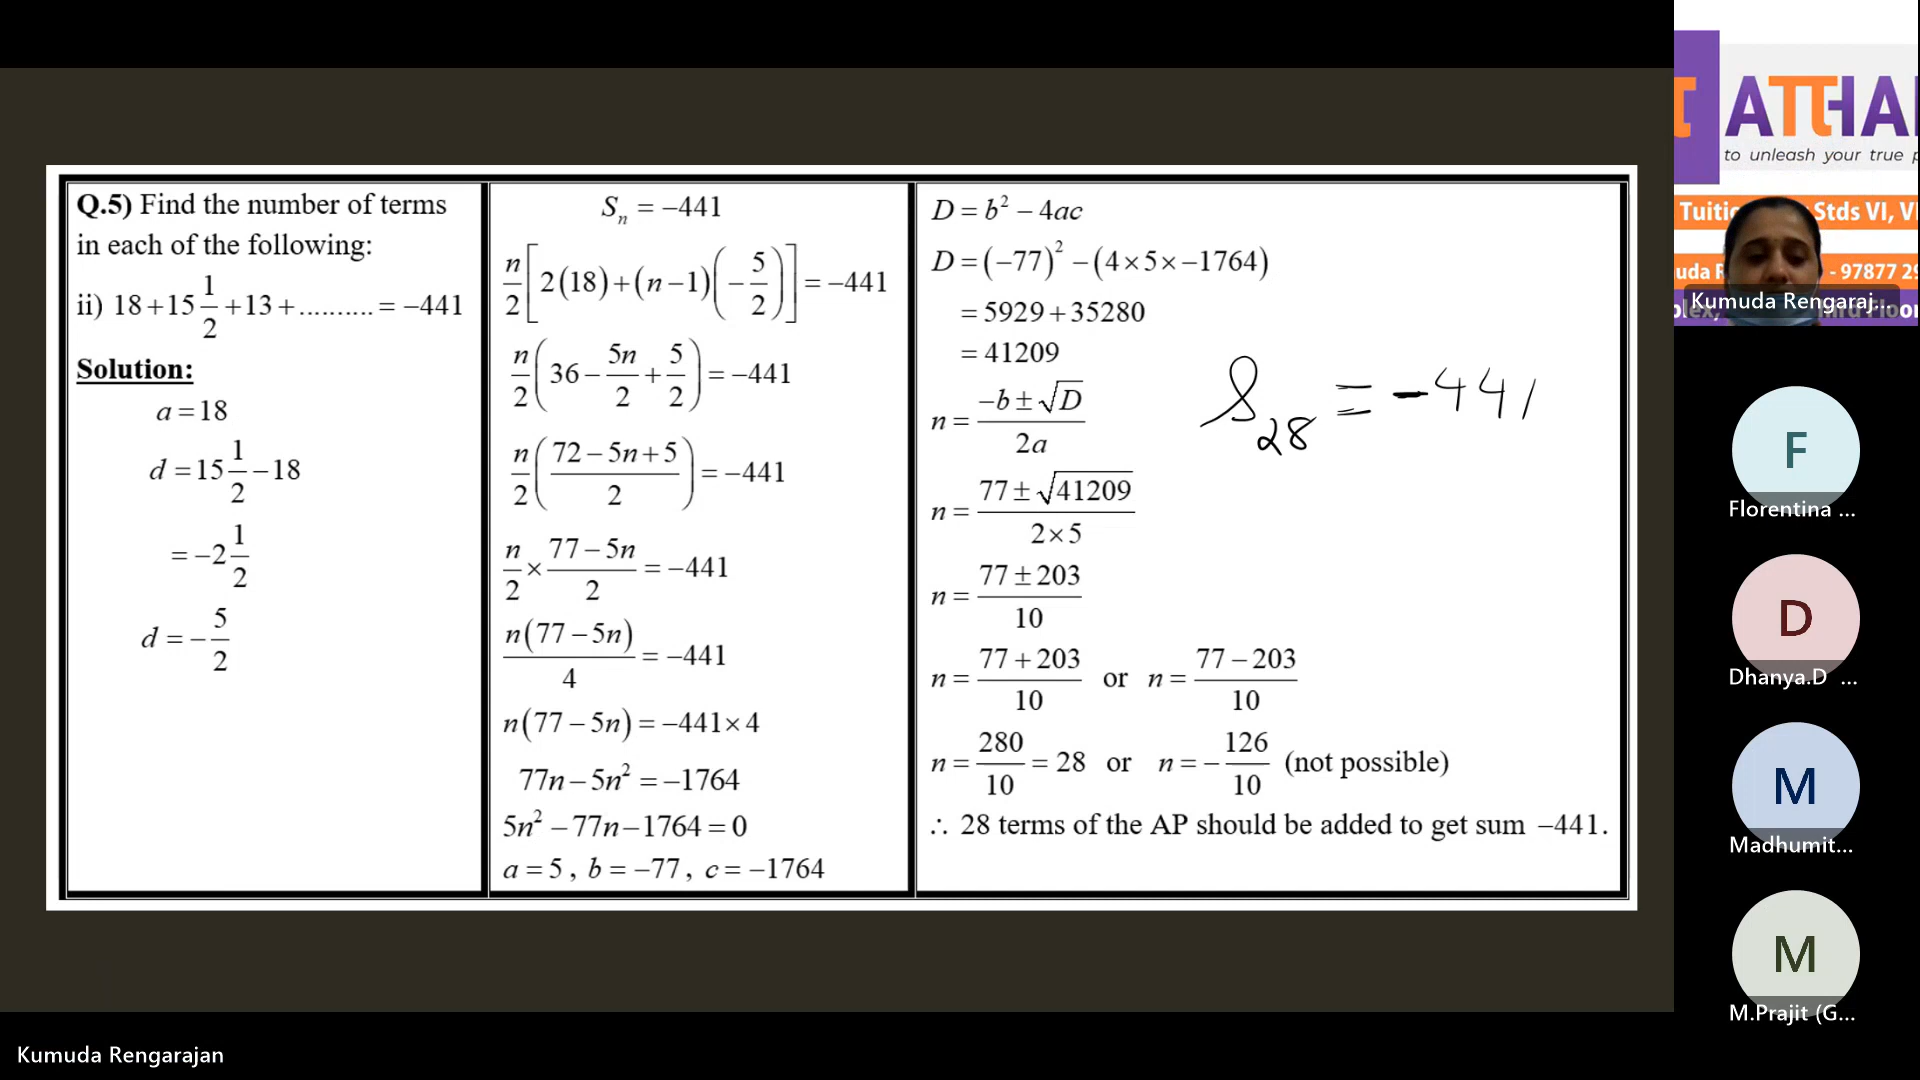 Q.5) Find the number of terms
in each of the following:
ii) 18+15 1/2 +13+..........= −441
Solution:
a = 18
d = 15 1/2 − 18
= −2 1/2
d = − 5/2
Sₙ = −441
n/2 [2(18)+(n−1)(−5/2)] = −441
n/2 (36 − 5n/2 + 5/2) = −441
n/2 ((72−5n+5)/2) = −441
n/2 × (77−5n)/2 = −441
n(77−5n)/4 = −441
n(77−5n) = −441×4
77n − 5n² = −1764
5n² − 77n − 1764 = 0
a = 5 , b = −77 , c = −1764
D = b² − 4ac
D = (−77)² − (4×5×−1764)
= 5929 + 35280
= 41209
n = (−b ± √D)/2a
n = (77 ± √41209)/(2×5)
n = (77 ± 203)/10
n = (77 + 203)/10 or n = (77 − 203)/10
n = 280/10 = 28 or n = − 126/10 (not possible)
∴ 28 terms of the AP should be added to get sum −441.
S₂₈ = −441
to unleash your true
Stds VI,
- 97877
Kumuda Rengaraj...
Florentina ...
Dhanya.D ...
Madhumit...
M.Prajit (G...
F
D
M
M
Kumuda Rengarajan